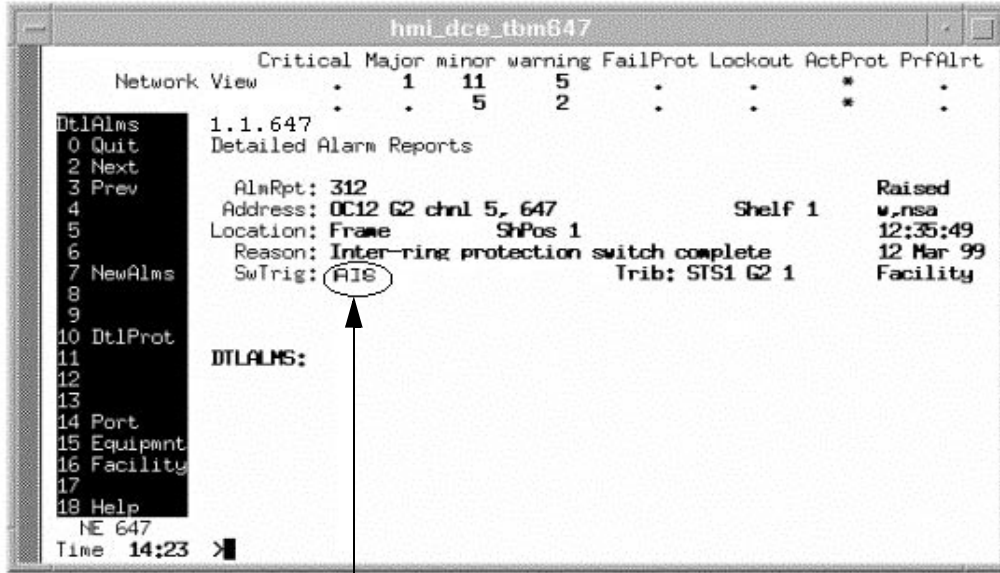 hmi_dce_tbm647
Critical Major minor warning FailProt Lockout ActProt PrfAlrt
Network View . 1 11 5 . . * .
. . 5 2 . . * .
DtlAlms 1.1.647
0 Quit Detailed Alarm Reports
2 Next
3 Prev AlmRpt: 312 Raised
4 Address: OC12 G2 chnl 5, 647 Shelf 1 w,nsa
5 Location: Frame ShPos 1 12:35:49
6 Reason: Inter-ring protection switch complete 12 Mar 99
7 NewAlms SwTrig: AIS Trib: STS1 G2 1 Facility
8
9
10 DtlProt
11 DTLALMS:
12
13
14 Port
15 Equipmnt
16 Facility
17
18 Help
NE 647
Time 14:23 >